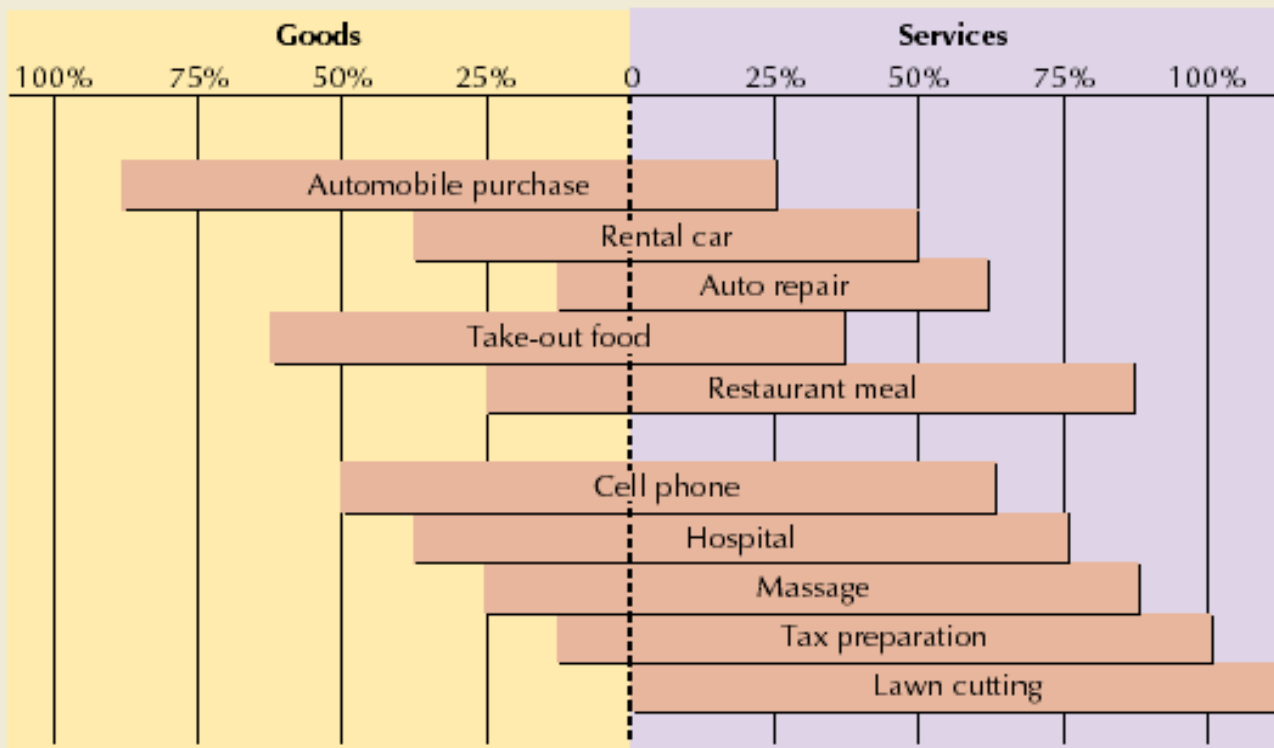 Goods Services
100% 75% 50% 25% 0 25% 50% 75% 100%
Automobile purchase
Rental car
Auto repair
Take-out food
Restaurant meal
Cell phone
Hospital
Massage
Tax preparation
Lawn cutting